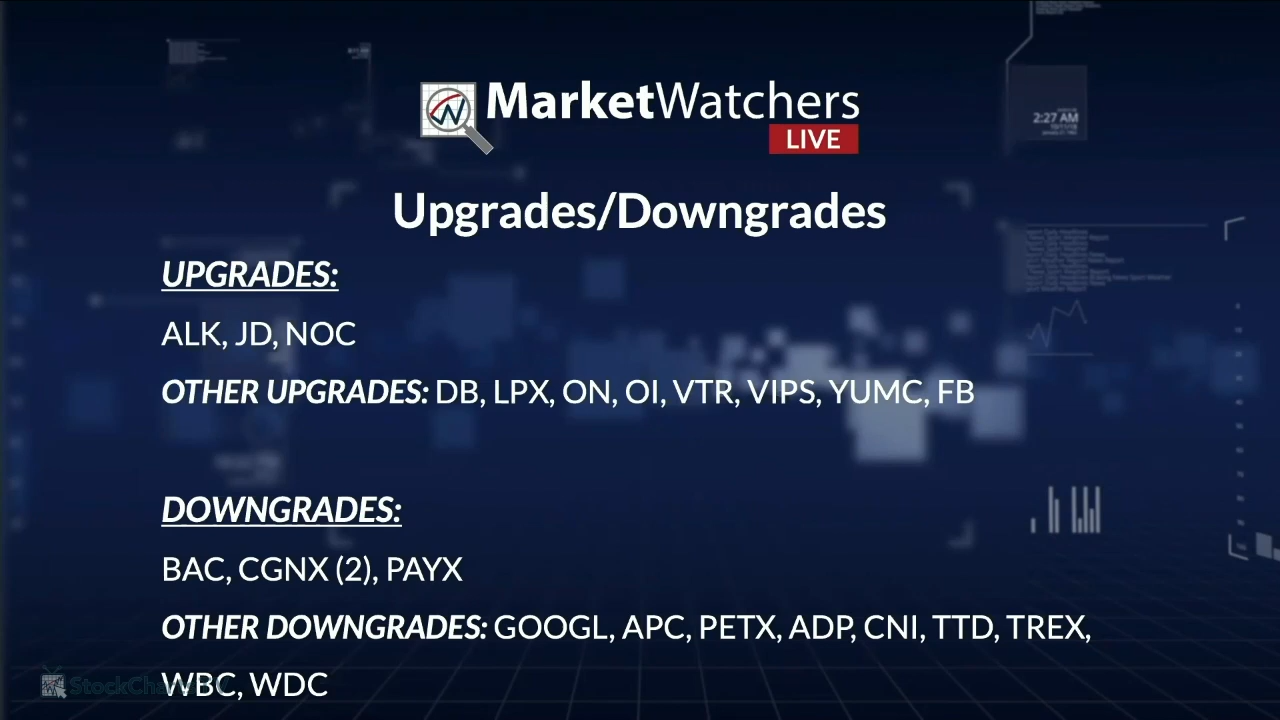 MarketWatchers
LIVE
2:27 AM
Upgrades/Downgrades
UPGRADES:
ALK, JD, NOC
OTHER UPGRADES: DB, LPX, ON, OI, VTR, VIPS, YUMC, FB
DOWNGRADES:
BAC, CGNX (2), PAYX
OTHER DOWNGRADES: GOOGL, APC, PETX, ADP, CNI, TTD, TREX,
WBC, WDC